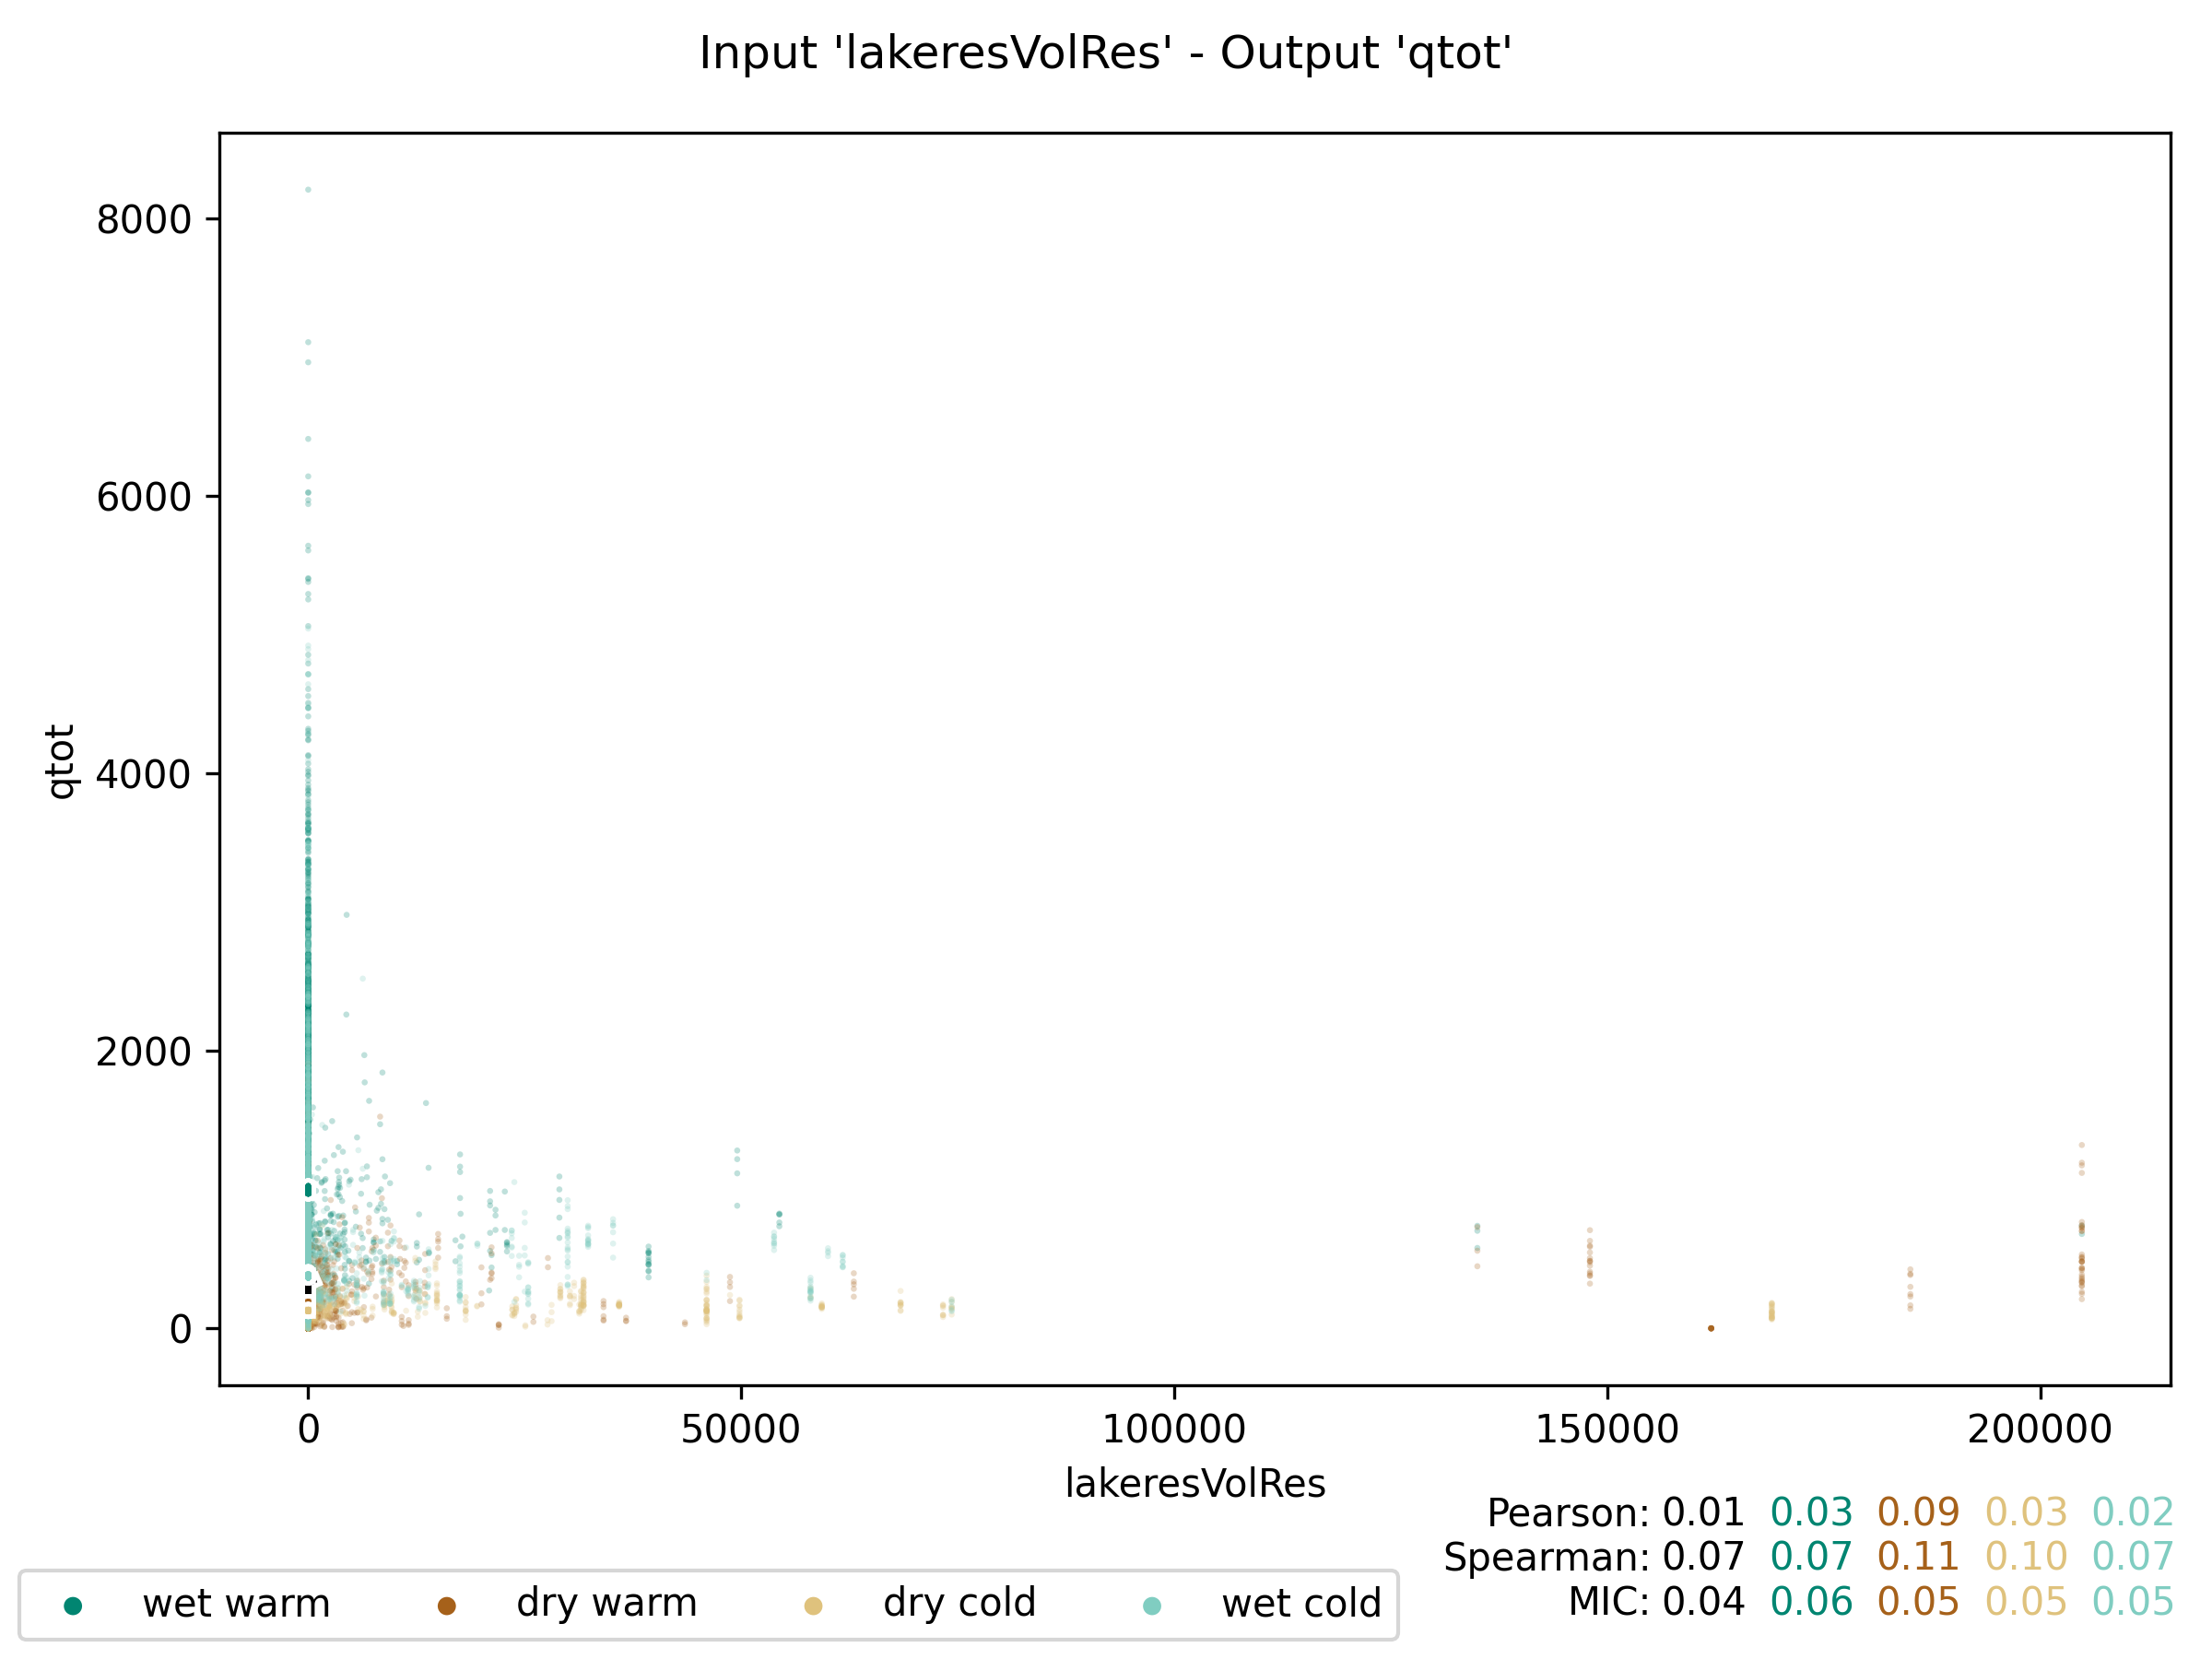 Input 'lakeresVolRes' - Output 'qtot'
8000
6000
4000
2000
0
qtot
0 50000 100000 150000 200000
lakeresVolRes
Pearson: 0.01 0.03 0.09 0.03 0.02
Spearman: 0.07 0.07 0.11 0.10 0.07
MIC: 0.04 0.06 0.05 0.05 0.05
wet warm dry warm dry cold wet cold